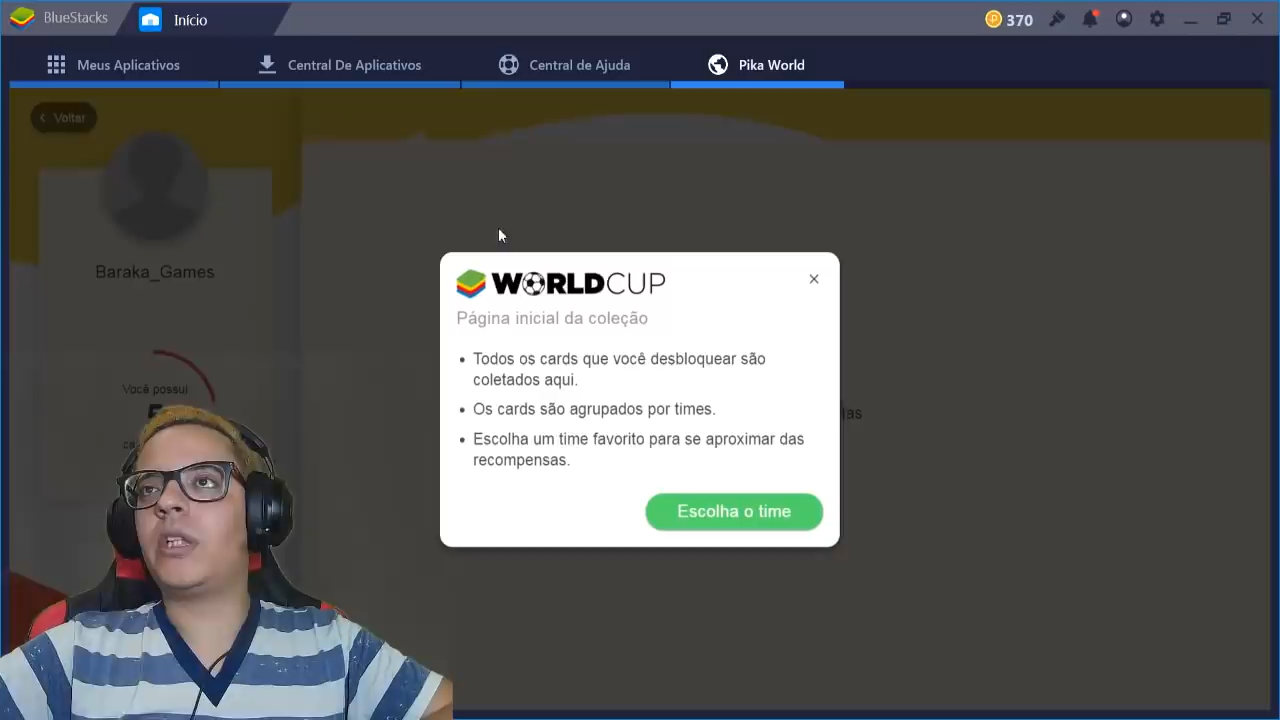 BlueStacks
Início
370
Meus Aplicativos
Central De Aplicativos
Central de Ajuda
Pika World
Voltar
Baraka_Games
Você possui
WORLDCUP
Página inicial da coleção
• Todos os cards que você desbloquear são
coletados aqui.
• Os cards são agrupados por times.
• Escolha um time favorito para se aproximar das
recompensas.
Escolha o time